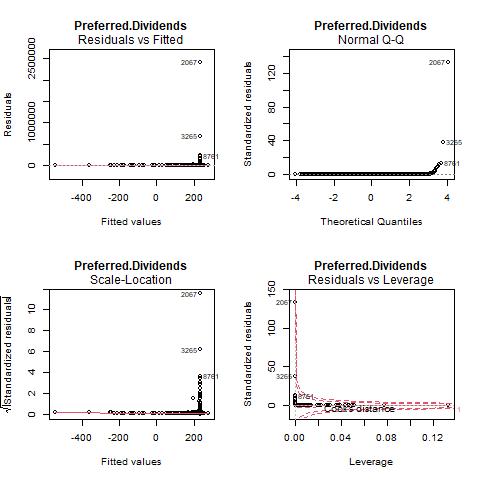 Preferred.Dividends
Residuals vs Fitted
Residuals
0 1000000 2500000
2067
3265
8761
-400 -200 0 200
Fitted values
Preferred.Dividends
Normal Q-Q
Standardized residuals
0 40 80 140
2067
3265
8761
-4 -2 0 2 4
Theoretical Quantiles
Preferred.Dividends
Scale-Location
√|Standardized residuals|
0 2 4 6 8 10
2067
3265
8761
-400 -200 0 200
Fitted values
Preferred.Dividends
Residuals vs Leverage
Standardized residuals
0 50 150
2067
3265
8761
Cook's distance
1
0.00 0.04 0.08 0.12
Leverage